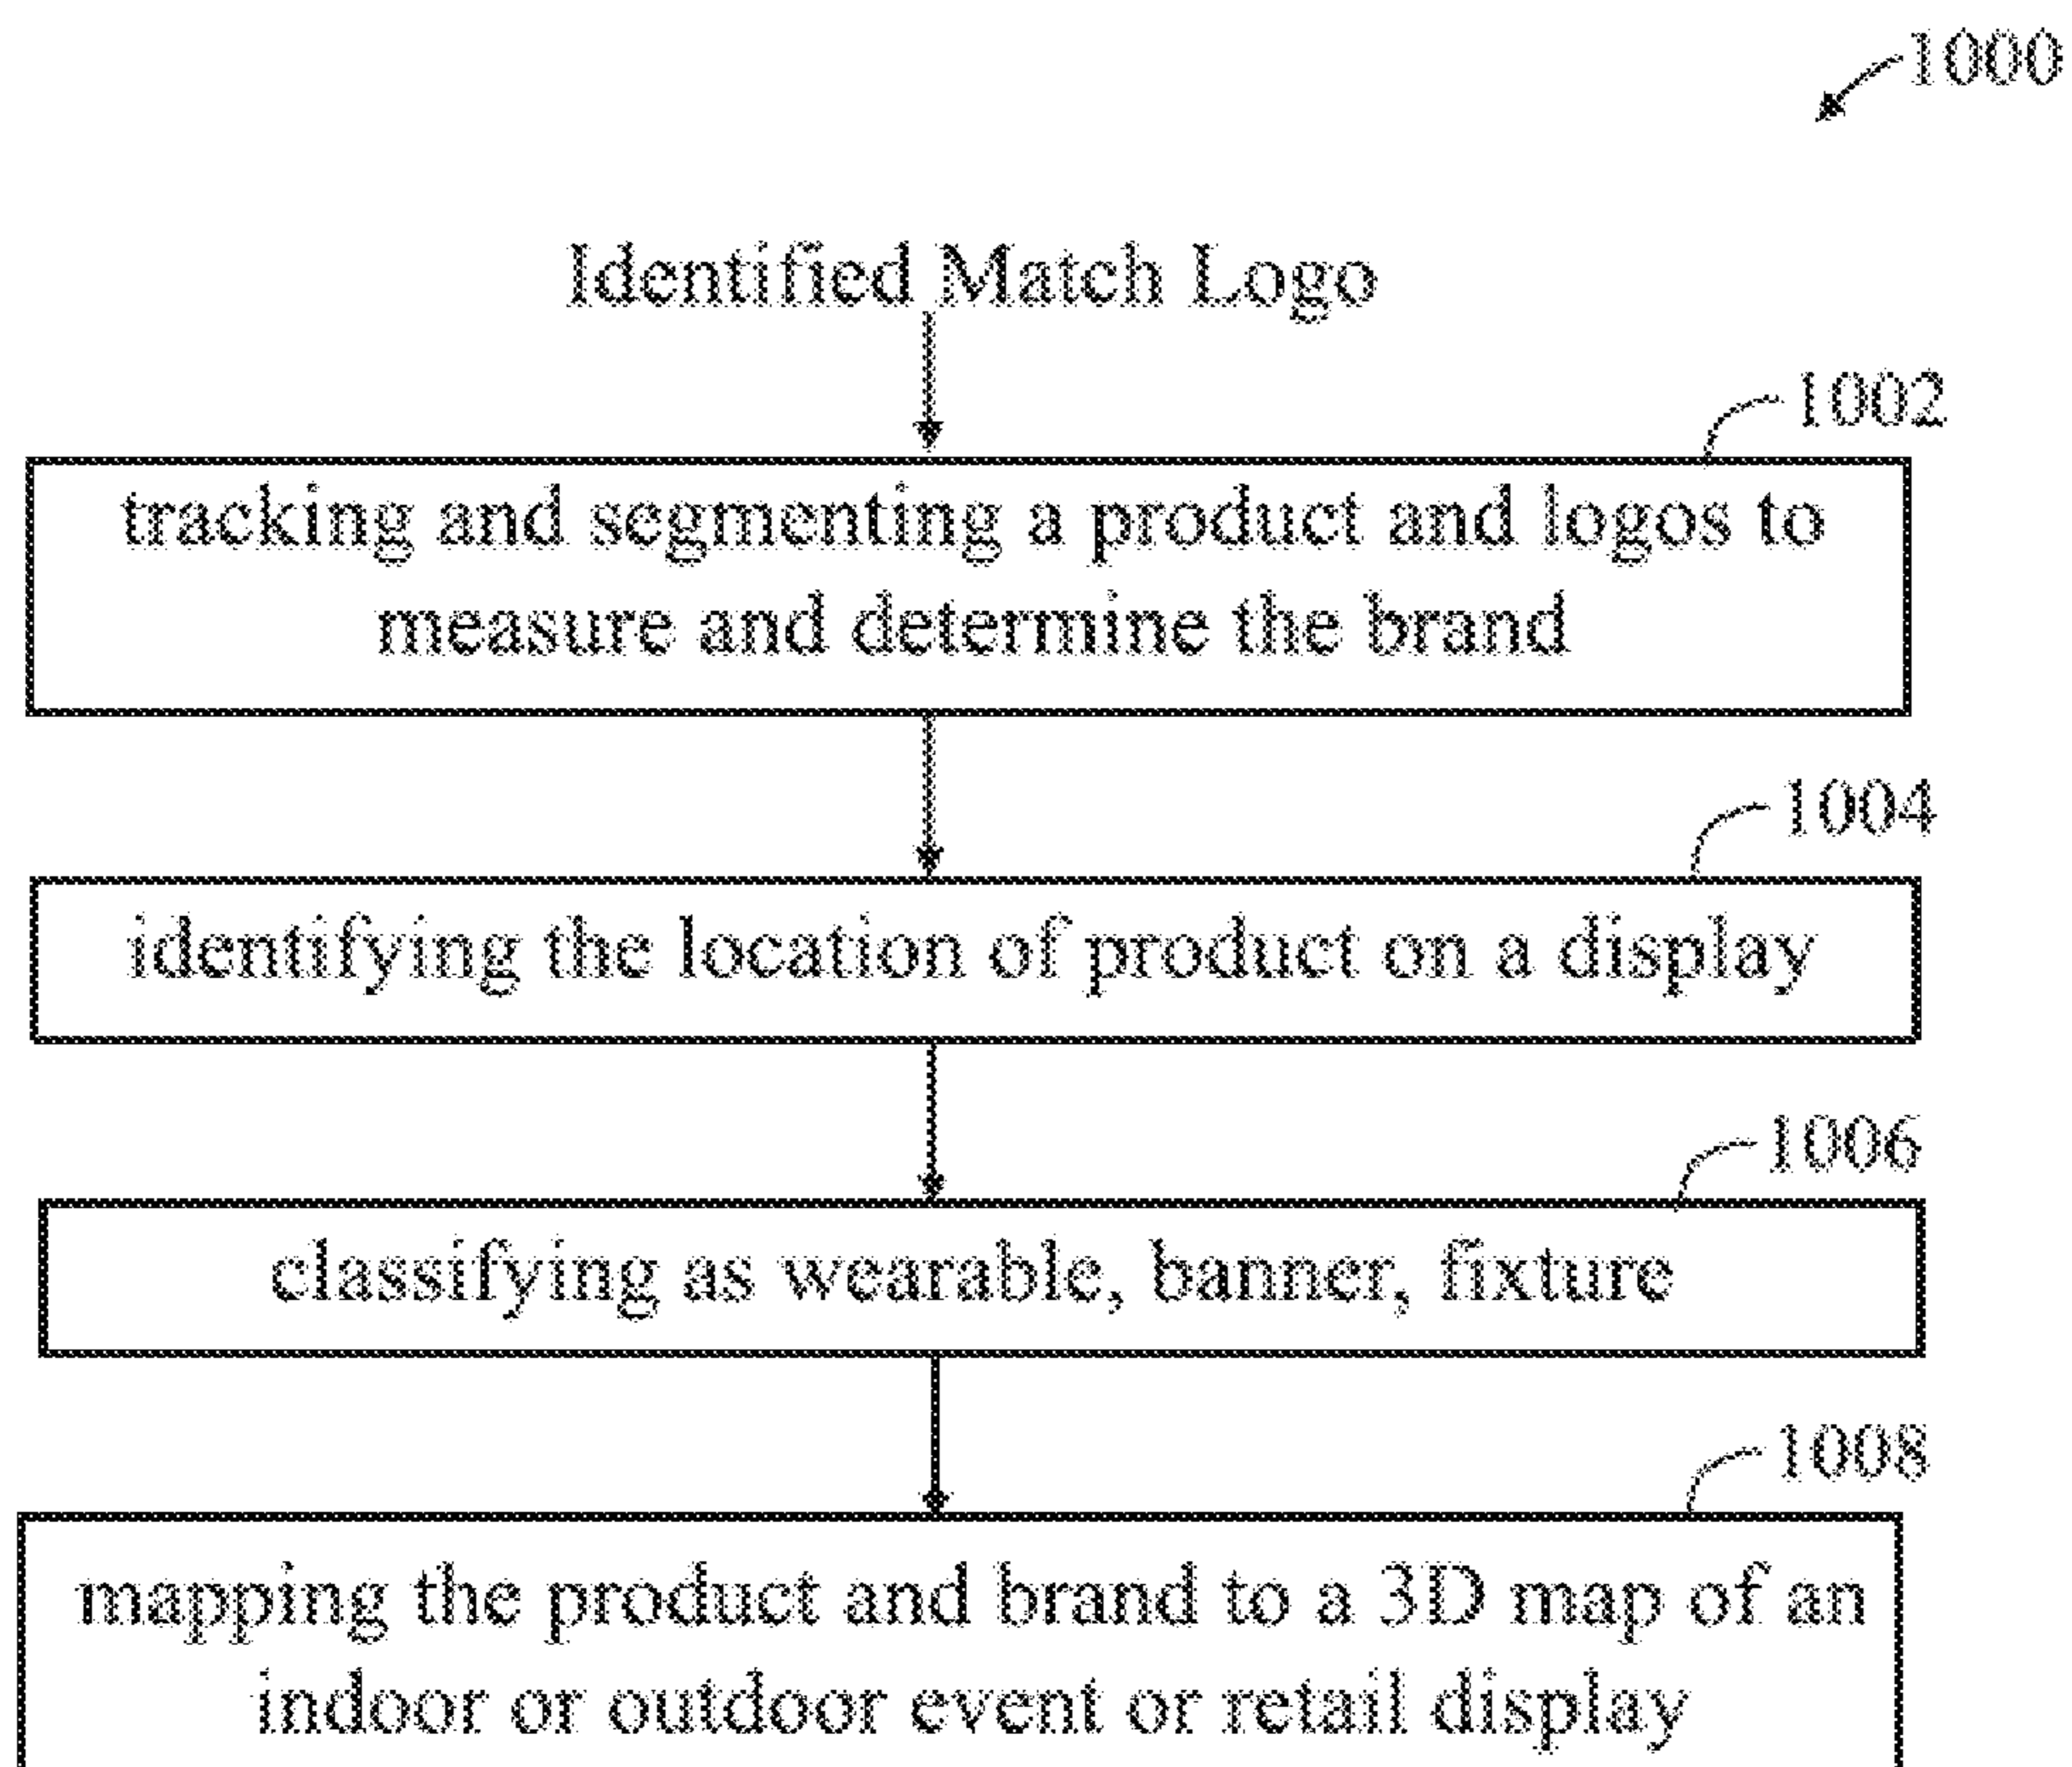 1000
Identified Match Logo
1002
tracking and segmenting a product and logos to
measure and determine the brand
1004
identifying the location of product on a display
1006
classifying as wearable, banner, fixture
1008
mapping the product and brand to a 3D map of an
indoor or outdoor event or retail display